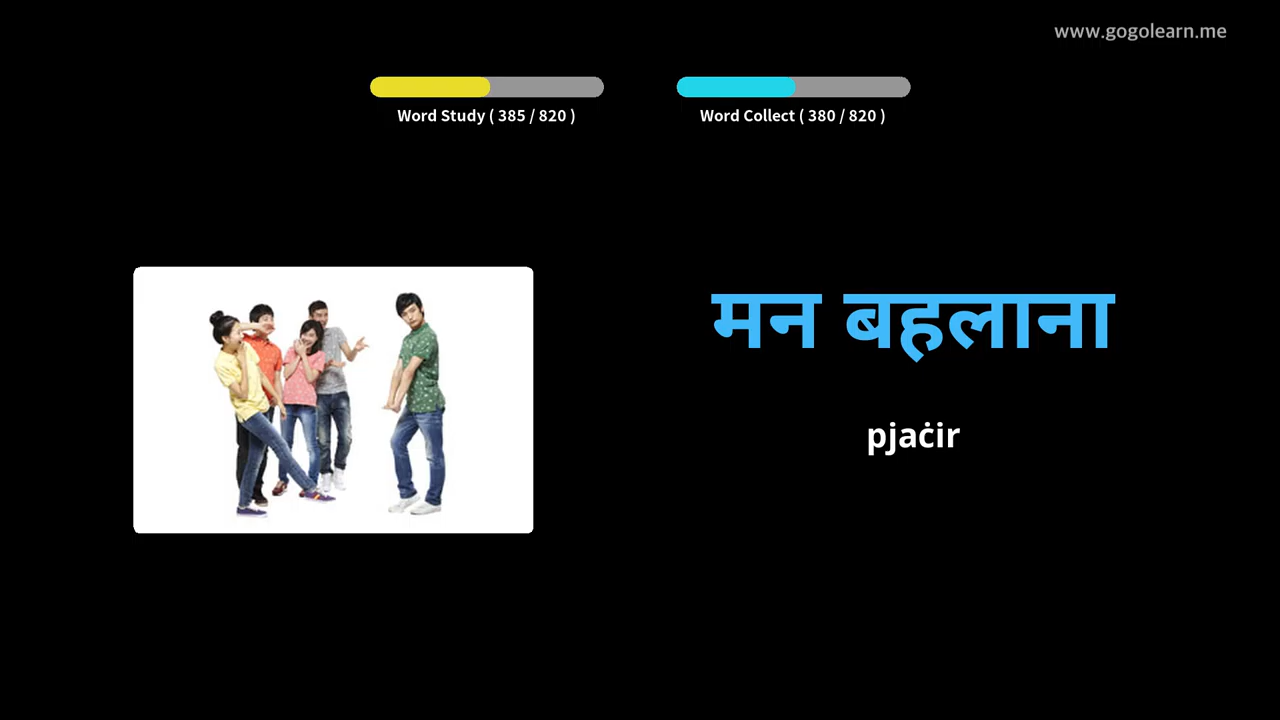 www.gogolearn.me
Word Study ( 385 / 820 )
Word Collect ( 380 / 820 )
मन बहलाना
pjaċir